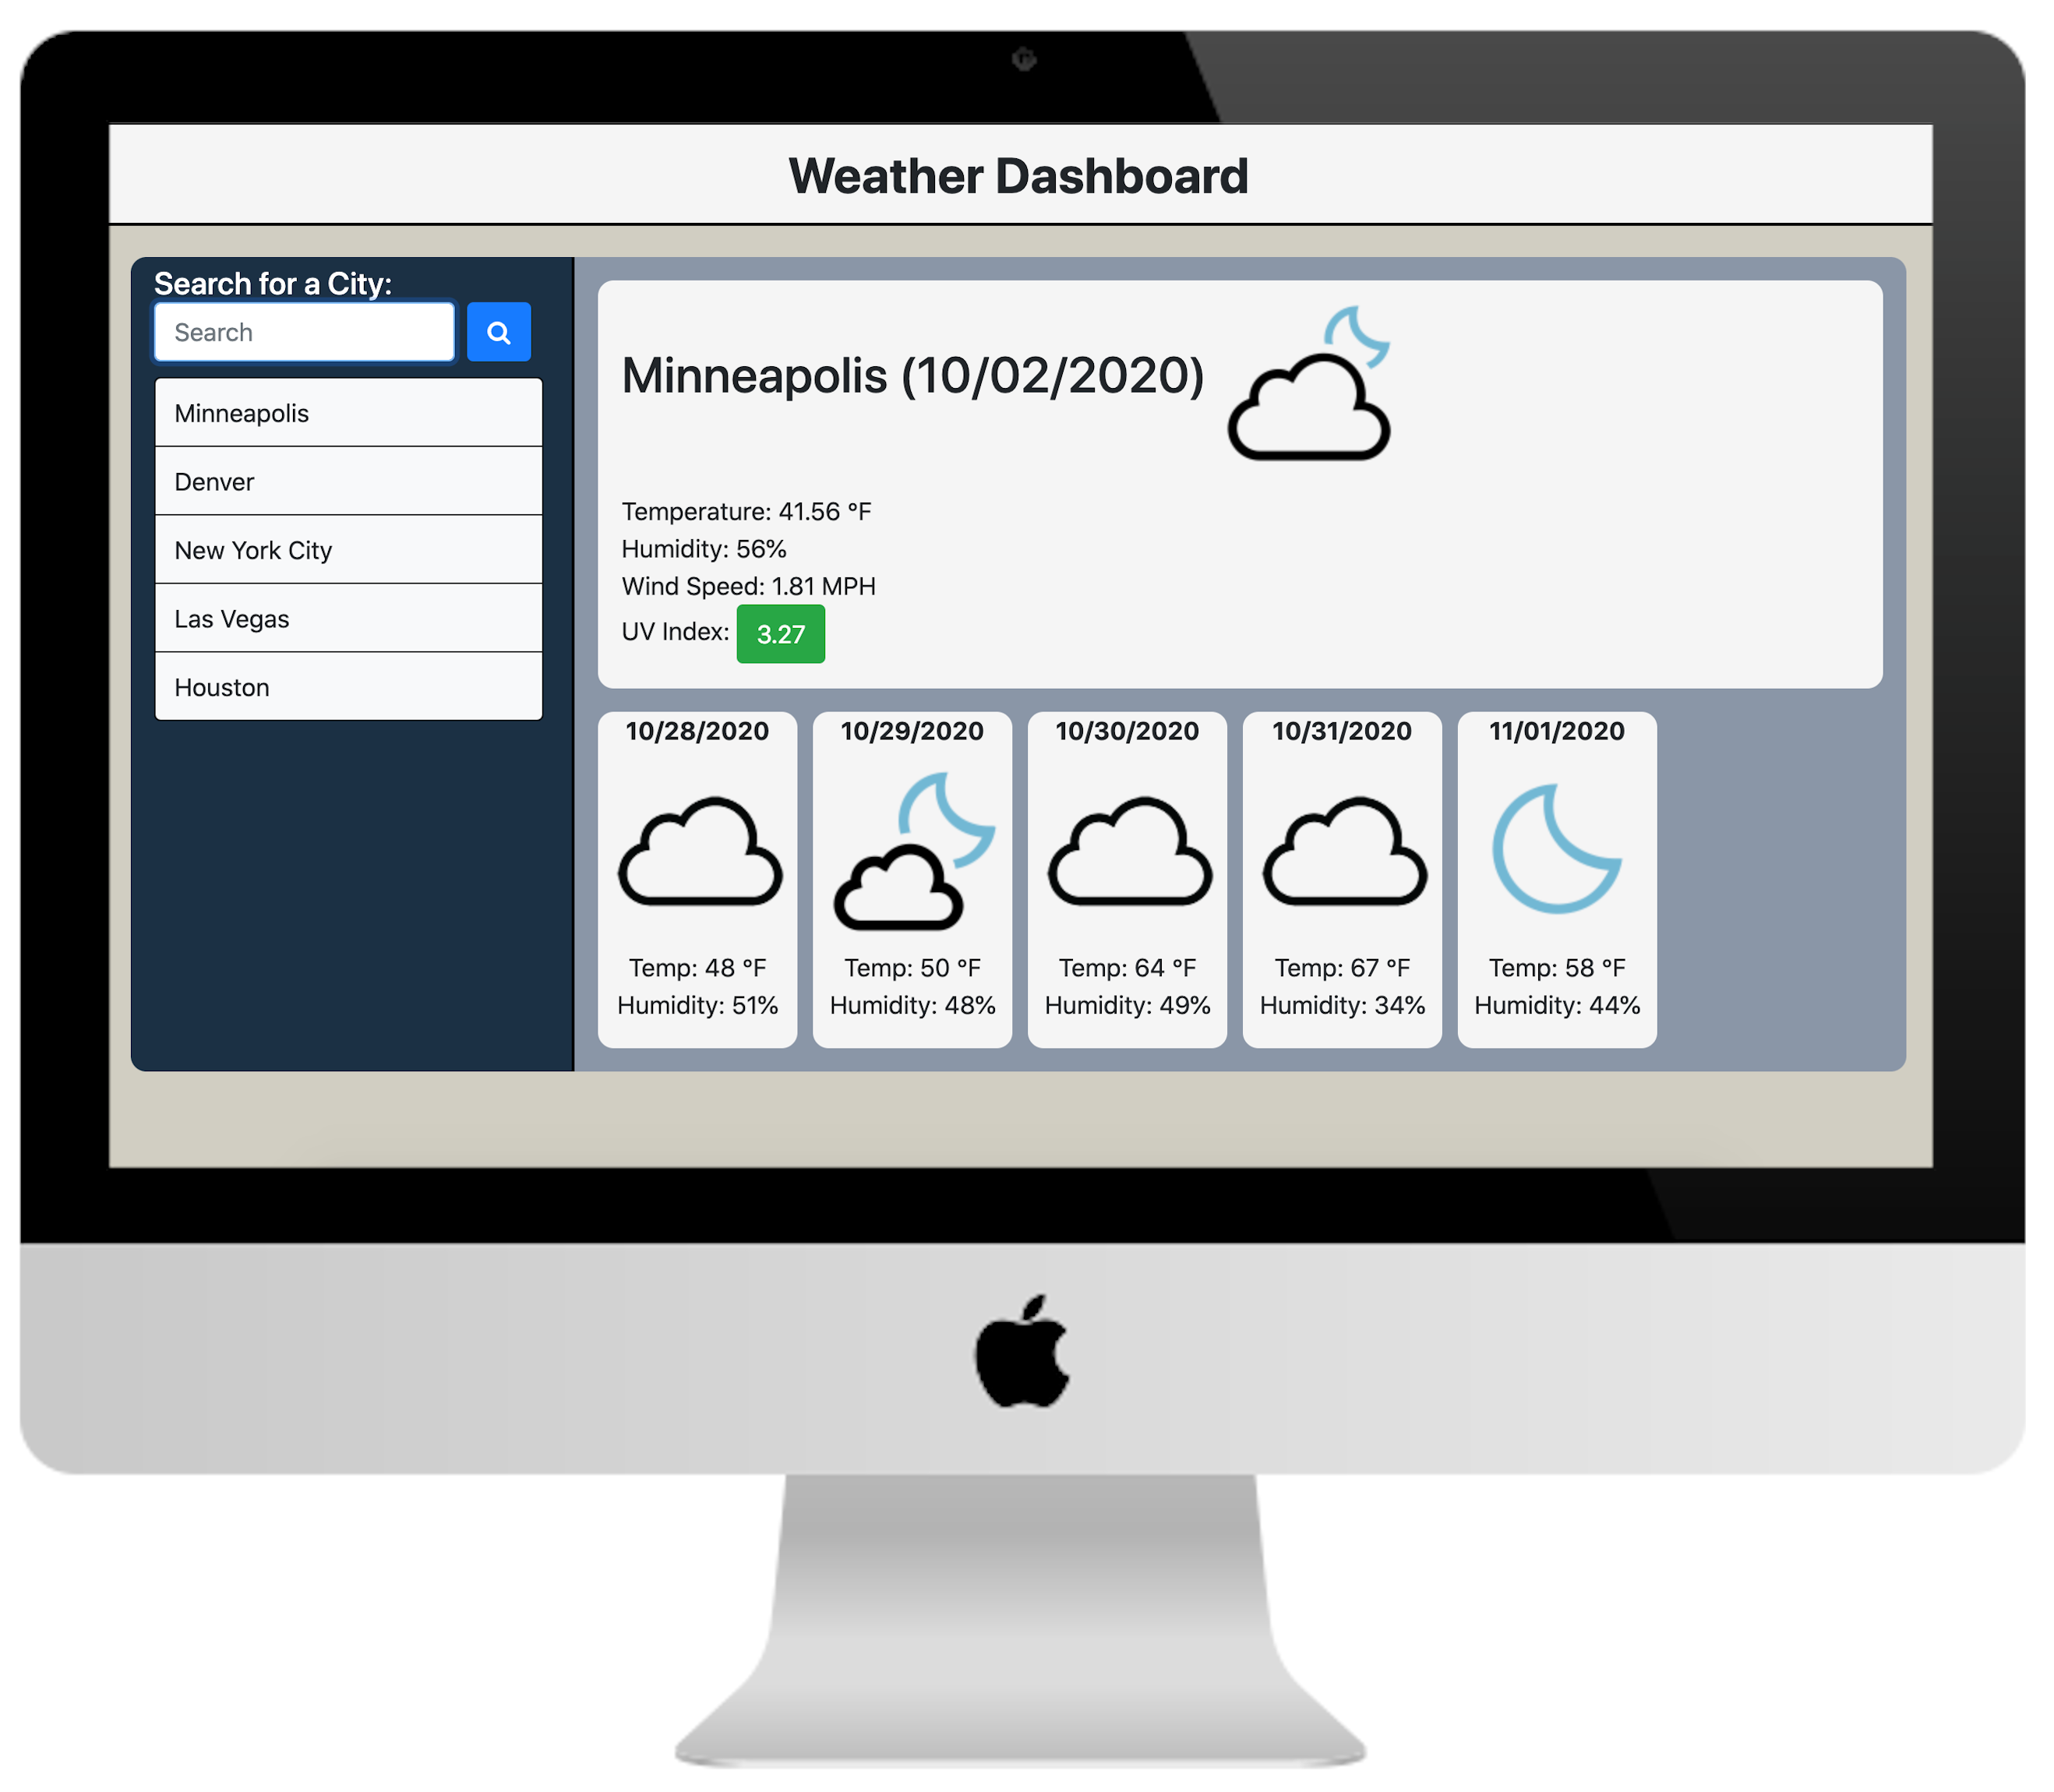 Weather Dashboard
Search for a City:
Search
Minneapolis
Denver
New York City
Las Vegas
Houston
Minneapolis (10/02/2020)
Temperature: 41.56 °F
Humidity: 56%
Wind Speed: 1.81 MPH
UV Index: 3.27
10/28/2020
Temp: 48 °F
Humidity: 51%
10/29/2020
Temp: 50 °F
Humidity: 48%
10/30/2020
Temp: 64 °F
Humidity: 49%
10/31/2020
Temp: 67 °F
Humidity: 34%
11/01/2020
Temp: 58 °F
Humidity: 44%